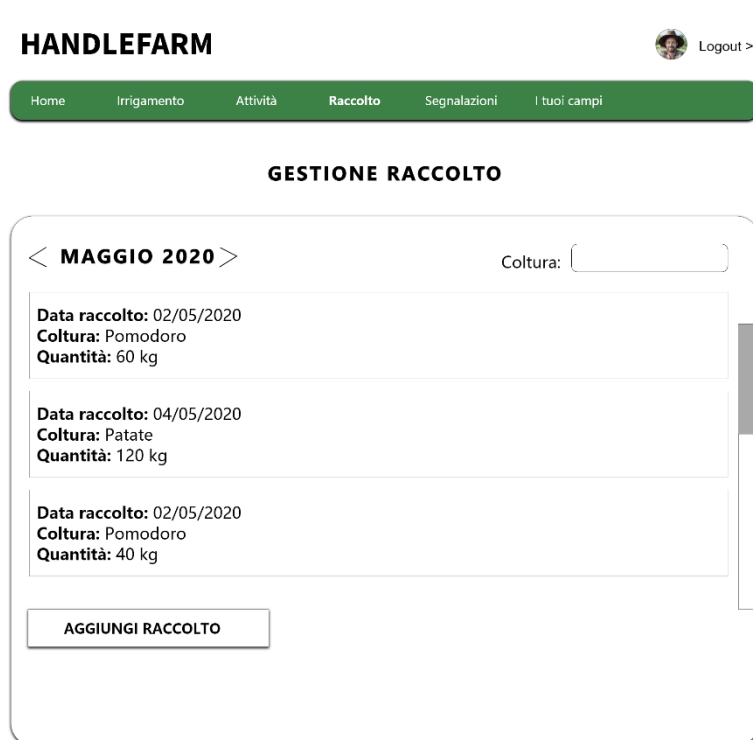 HANDLEFARM
Logout >
Home Irrigamento Attività Raccolto Segnalazioni I tuoi campi
GESTIONE RACCOLTO
< MAGGIO 2020 >
Coltura:
Data raccolto: 02/05/2020
Coltura: Pomodoro
Quantità: 60 kg
Data raccolto: 04/05/2020
Coltura: Patate
Quantità: 120 kg
Data raccolto: 02/05/2020
Coltura: Pomodoro
Quantità: 40 kg
AGGIUNGI RACCOLTO